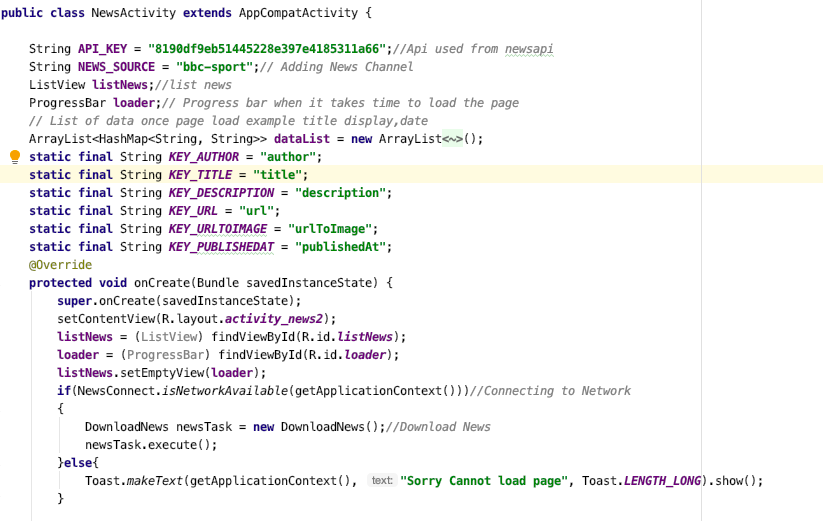 public class NewsActivity extends AppCompatActivity {
String API_KEY = "8190df9eb51445228e397e4185311a66";//Api used from newsapi
String NEWS_SOURCE = "bbc-sport";// Adding News Channel
ListView listNews;//list news
ProgressBar loader;// Progress bar when it takes time to load the page
// List of data once page load example title display,date
ArrayList<HashMap<String, String>> dataList = new ArrayList<~>();
static final String KEY_AUTHOR = "author";
static final String KEY_TITLE = "title";
static final String KEY_DESCRIPTION = "description";
static final String KEY_URL = "url";
static final String KEY_URLTOIMAGE = "urlToImage";
static final String KEY_PUBLISHEDAT = "publishedAt";
@Override
protected void onCreate(Bundle savedInstanceState) {
super.onCreate(savedInstanceState);
setContentView(R.layout.activity_news2);
listNews = (ListView) findViewById(R.id.listNews);
loader = (ProgressBar) findViewById(R.id.loader);
listNews.setEmptyView(loader);
if(NewsConnect.isNetworkAvailable(getApplicationContext()))//Connecting to Network
{
DownloadNews newsTask = new DownloadNews();//Download News
newsTask.execute();
}else{
Toast.makeText(getApplicationContext(), text: "Sorry Cannot load page", Toast.LENGTH_LONG).show();
}